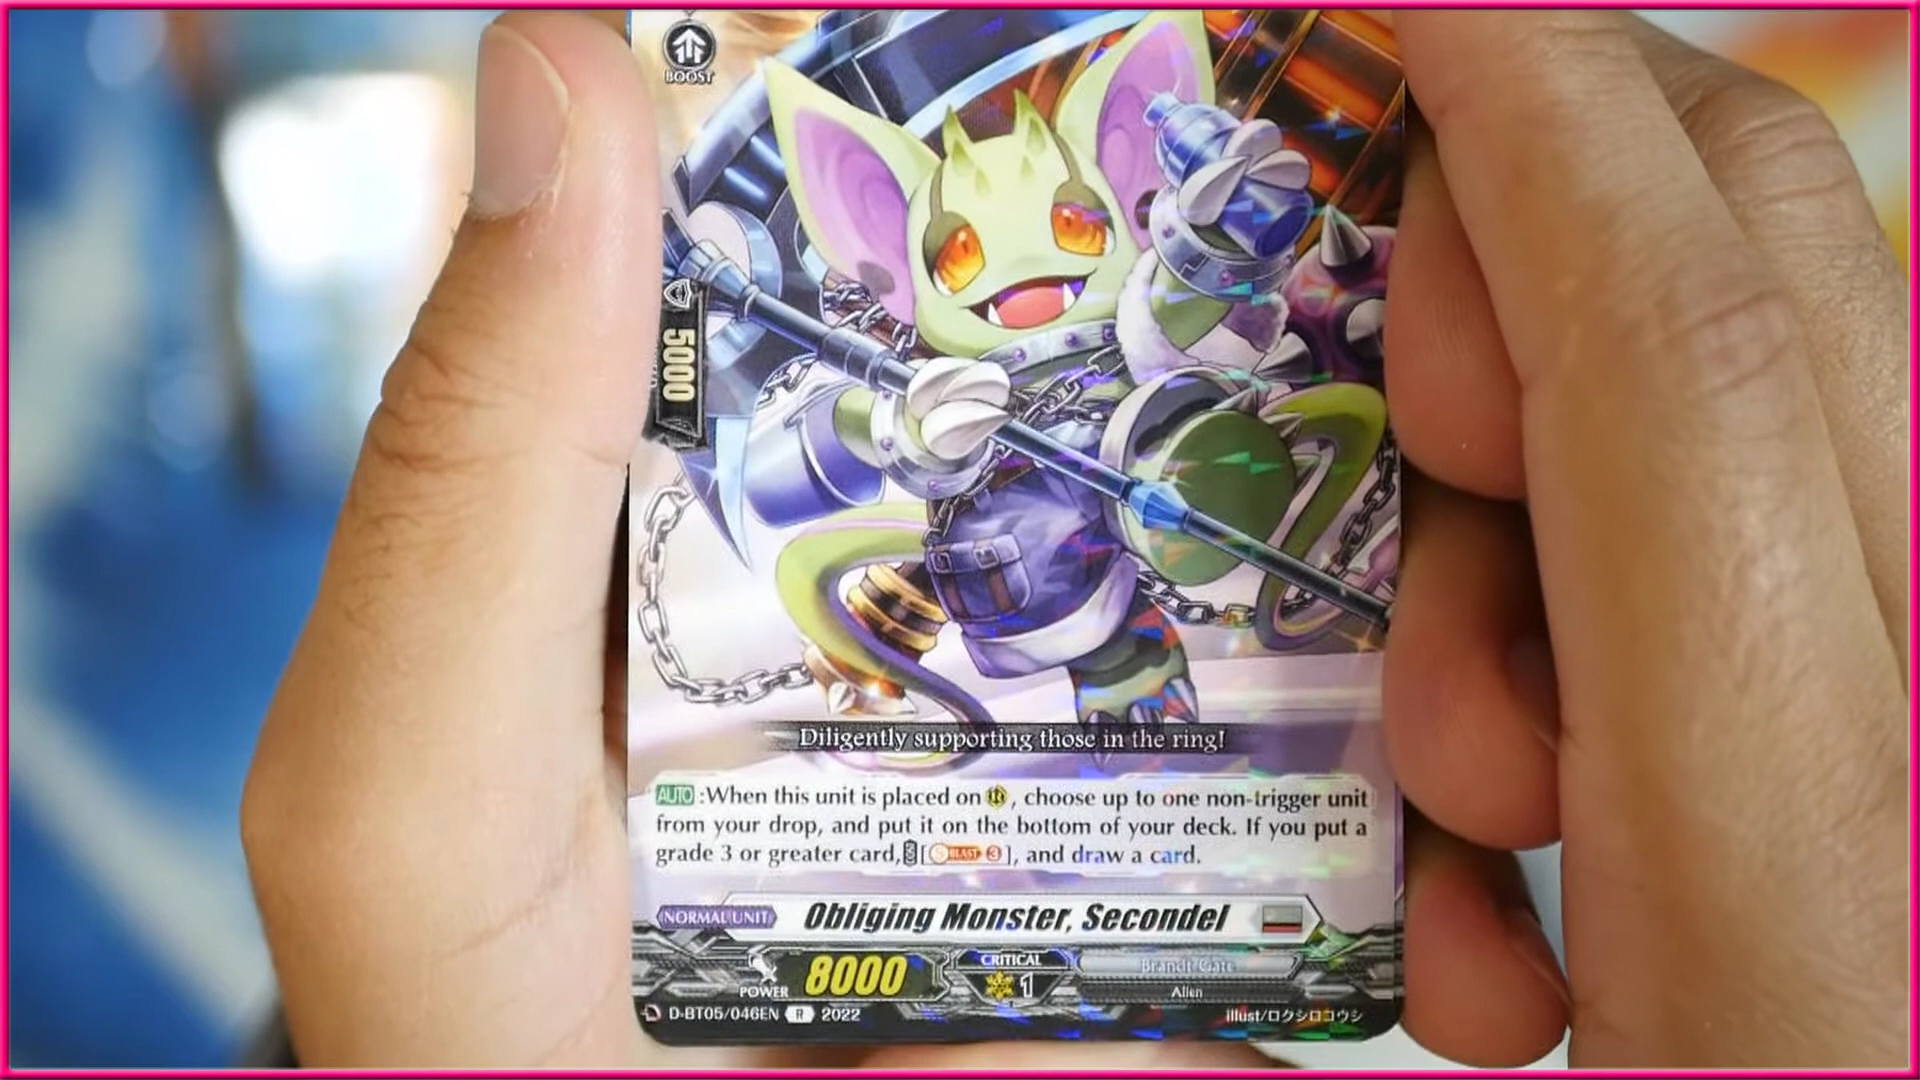 BOOST
5000
Diligently supporting those in the ring!
AUTO :When this unit is placed on , choose up to one non-trigger unit
from your drop, and put it on the bottom of your deck. If you put a
grade 3 or greater card, [ BLAST 3 ], and draw a card.
NORMAL UNIT Obliging Monster, Secondel
POWER 8000 CRITICAL 1 Brandt Gate
Alien
D-BT05/046EN R 2022 illust/ロクシロコウシ